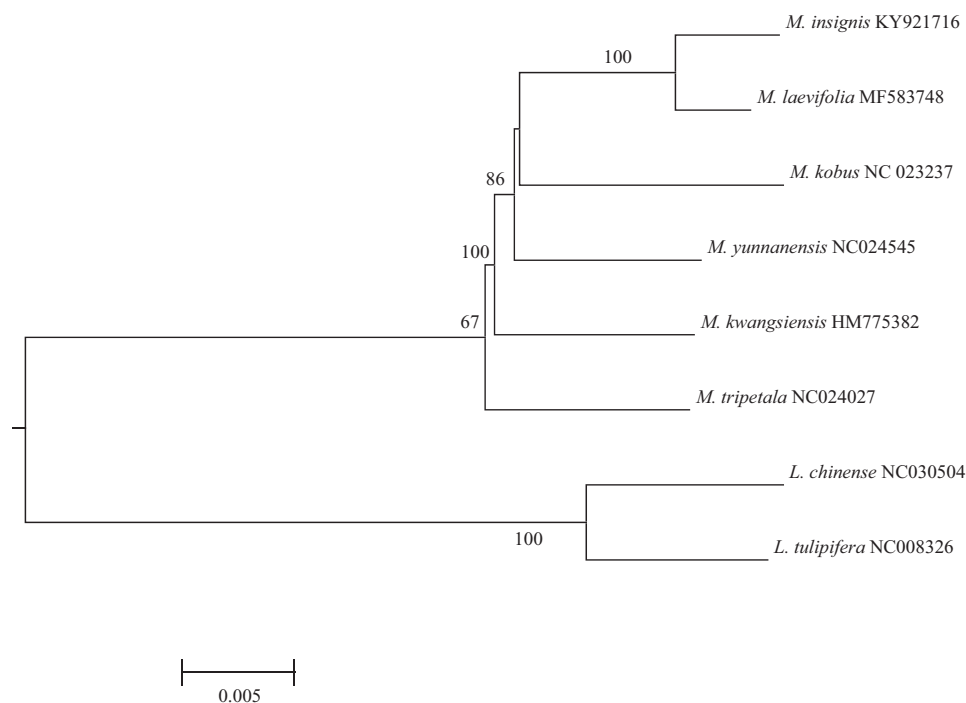 M. insignis KY921716
100
M. laevifolia MF583748
M. kobus NC 023237
86
M. yunnanensis NC024545
100
M. kwangsiensis HM775382
67
M. tripetala NC024027
L. chinense NC030504
100
L. tulipifera NC008326
0.005